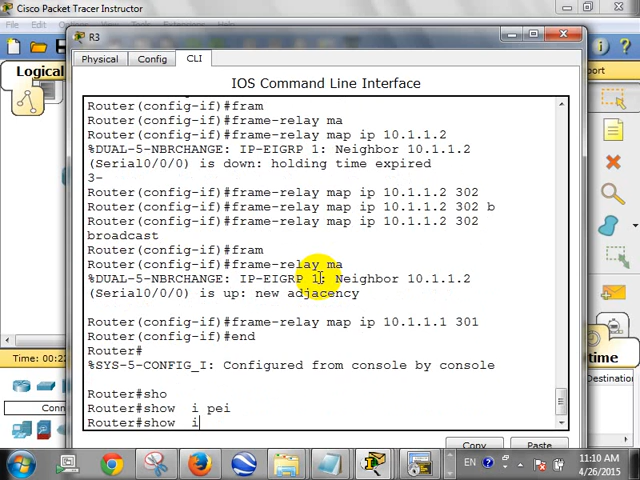 Cisco Packet Tracer Instructor
R3
Physical
Config
CLI
IOS Command Line Interface
Router(config-if)#fram
Router(config-if)#frame-relay ma
Router(config-if)#frame-relay map ip 10.1.1.2
%DUAL-5-NBRCHANGE: IP-EIGRP 1: Neighbor 10.1.1.2
(Serial0/0/0) is down: holding time expired
3-
Router(config-if)#frame-relay map ip 10.1.1.2 302
Router(config-if)#frame-relay map ip 10.1.1.2 302 b
Router(config-if)#frame-relay map ip 10.1.1.2 302
broadcast
Router(config-if)#fram
Router(config-if)#frame-relay ma
%DUAL-5-NBRCHANGE: IP-EIGRP 1: Neighbor 10.1.1.2
(Serial0/0/0) is up: new adjacency
Router(config-if)#frame-relay map ip 10.1.1.1 301
Router(config-if)#end
Router#
%SYS-5-CONFIG_I: Configured from console by console
Router#sho
Router#show  i pei
Router#show  i
Copy
Paste
Logical
port
Time: 00:2
time
Con
Destination
EN
11:10 AM
4/26/2015